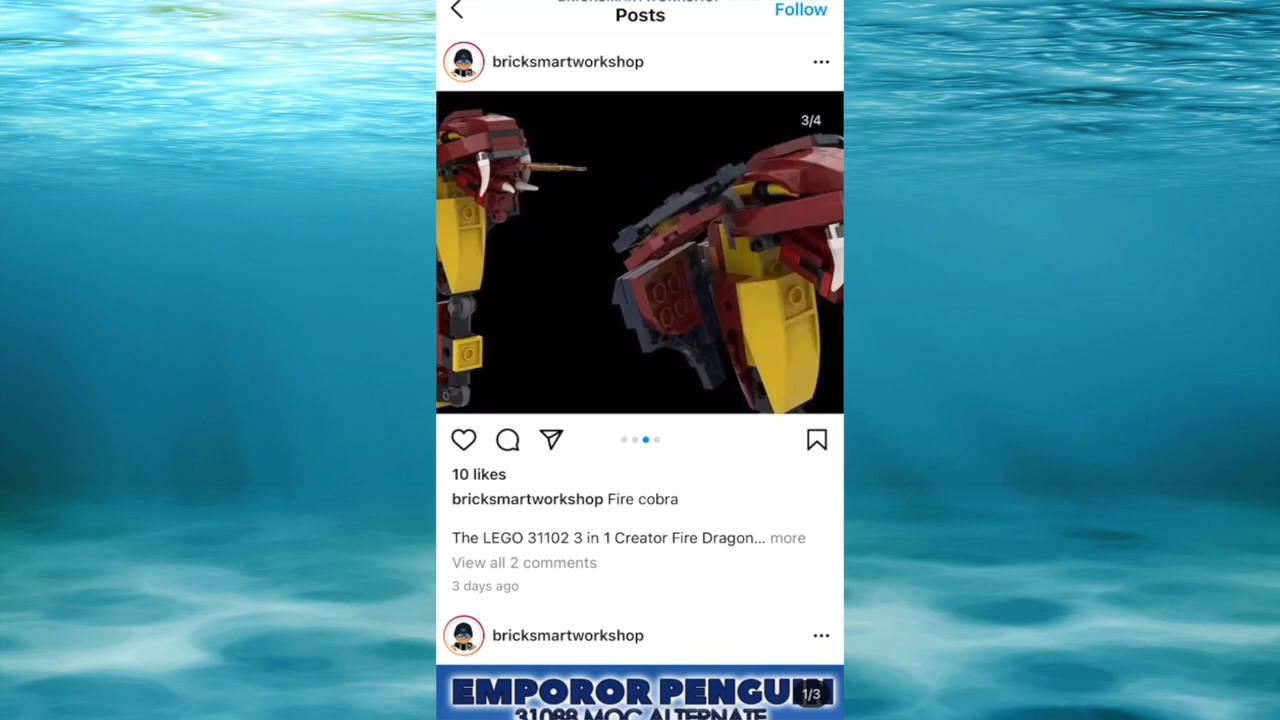 BRICKSMARTWORKSHOP
Posts
Follow
bricksmartworkshop
3/4
10 likes
bricksmartworkshop Fire cobra
The LEGO 31102 3 in 1 Creator Fire Dragon... more
View all 2 comments
3 days ago
bricksmartworkshop
EMPOROR PENGUIN
1/3
31088 MOC ALTERNATE